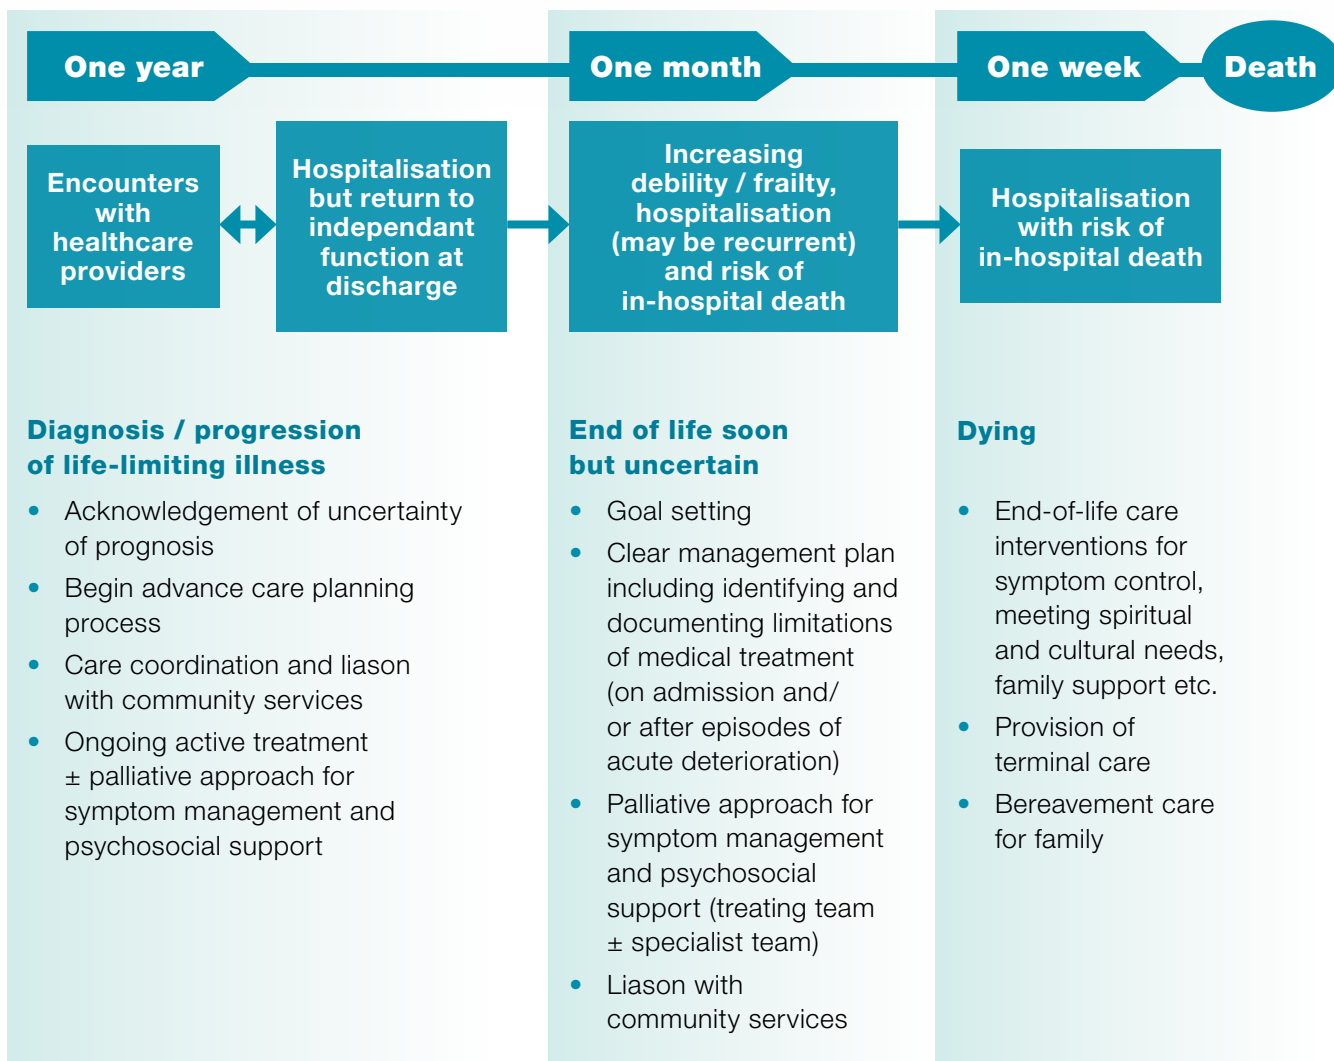 One year
One month
One week
Death
Encounters
with
healthcare
providers
Hospitalisation
but return to
independant
function at
discharge
Increasing
debility / frailty,
hospitalisation
(may be recurrent)
and risk of
in-hospital death
Hospitalisation
with risk of
in-hospital death
Diagnosis / progression
of life-limiting illness
• Acknowledgement of uncertainty
of prognosis
• Begin advance care planning
process
• Care coordination and liason
with community services
• Ongoing active treatment
± palliative approach for
symptom management and
psychosocial support
End of life soon
but uncertain
• Goal setting
• Clear management plan
including identifying and
documenting limitations
of medical treatment
(on admission and/
or after episodes of
acute deterioration)
• Palliative approach for
symptom management
and psychosocial
support (treating team
± specialist team)
• Liason with
community services
Dying
• End-of-life care
interventions for
symptom control,
meeting spiritual
and cultural needs,
family support etc.
• Provision of
terminal care
• Bereavement care
for family